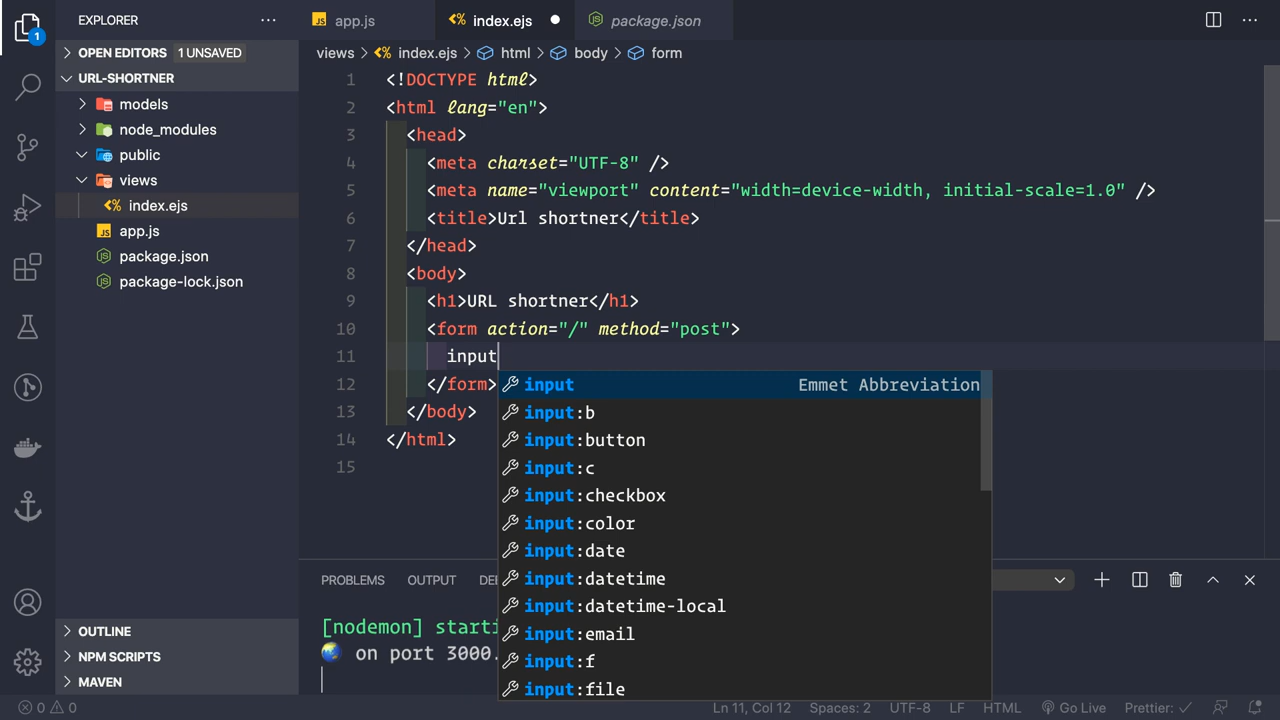 EXPLORER
app.js
index.ejs
package.json
1
OPEN EDITORS 1 UNSAVED
URL-SHORTNER
models
node_modules
public
views
index.ejs
app.js
package.json
package-lock.json
OUTLINE
NPM SCRIPTS
MAVEN
views index.ejs html body form
1 <!DOCTYPE html>
2 <html lang="en">
3 <head>
4 <meta charset="UTF-8" />
5 <meta name="viewport" content="width=device-width, initial-scale=1.0" />
6 <title>Url shortner</title>
7 </head>
8 <body>
9 <h1>URL shortner</h1>
10 <form action="/" method="post">
11 input
12 </form>
13 </body>
14 </html>
15
input Emmet Abbreviation
input:b
input:button
input:c
input:checkbox
input:color
input:date
input:datetime
input:datetime-local
input:email
input:f
input:file
PROBLEMS OUTPUT DE
[nodemon] starti
on port 3000.
0 0
Ln 11, Col 12 Spaces: 2 UTF-8 LF HTML Go Live Prettier: